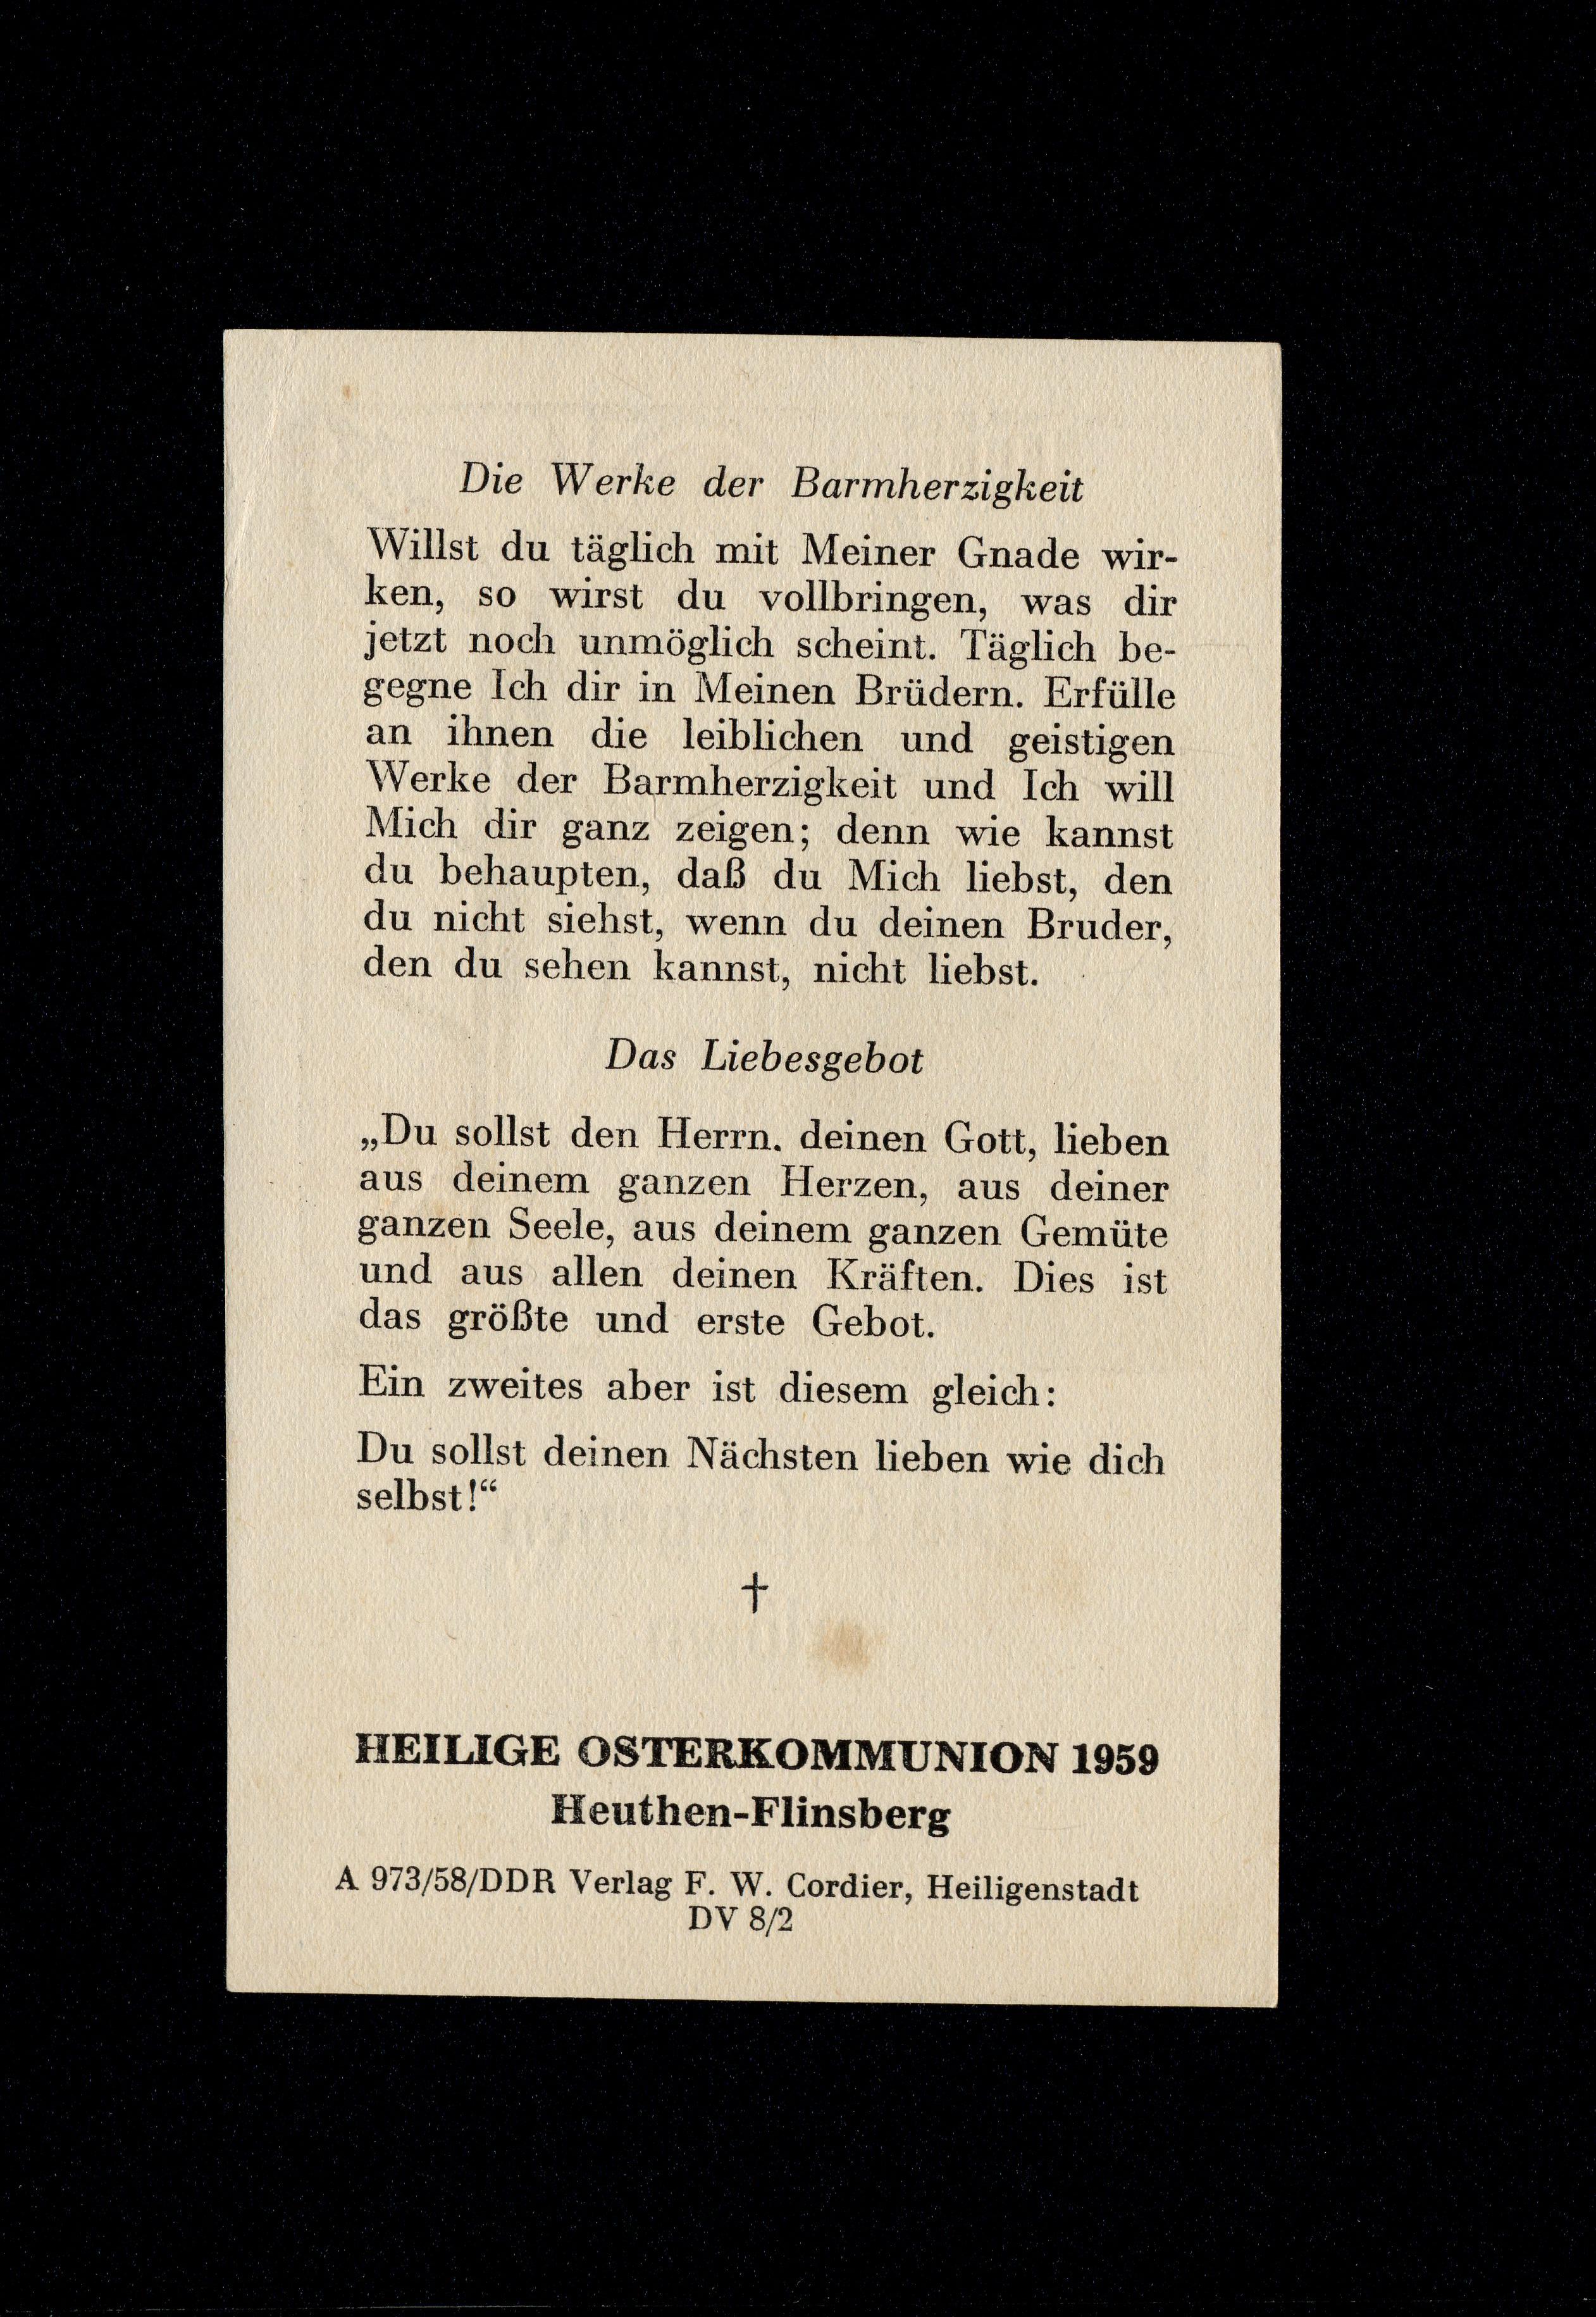 Die Werke der Barmherzigkeit
Willst du täglich mit Meiner Gnade wir-
ken, so wirst du vollbringen, was dir
jetzt noch unmöglich scheint. Täglich be-
gegne Ich dir in Meinen Brüdern. Erfülle
an ihnen die leiblichen und geistigen
Werke der Barmherzigkeit und Ich will
Mich dir ganz zeigen; denn wie kannst
du behaupten, daß du Mich liebst, den
du nicht siehst, wenn du deinen Bruder,
den du sehen kannst, nicht liebst.
Das Liebesgebot
„Du sollst den Herrn. deinen Gott, lieben
aus deinem ganzen Herzen, aus deiner
ganzen Seele, aus deinem ganzen Gemüte
und aus allen deinen Kräften. Dies ist
das größte und erste Gebot.
Ein zweites aber ist diesem gleich:
Du sollst deinen Nächsten lieben wie dich
selbst!“
†
HEILIGE OSTERKOMMUNION 1959
Heuthen-Flinsberg
A 973/58/DDR Verlag F. W. Cordier, Heiligenstadt
DV 8/2